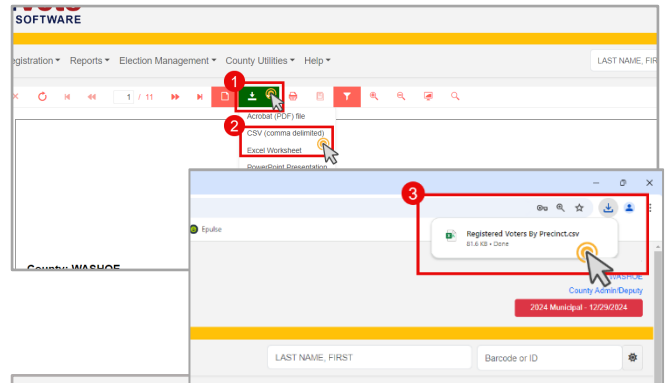 SOFTWARE
Reports Election Management County Utilities Help
LAST NAME, FIR
1 / 11
1
Acrobat (PDF) file
2
CSV (comma delimited)
Excel Worksheet
PowerPoint Presentation
3
Epulse
Registered Voters By Precinct.csv
81.6 KB • Done
County: WASHOE
WASHOE
County Admin/Deputy
2024 Municipal - 12/29/2024
LAST NAME, FIRST
Barcode or ID